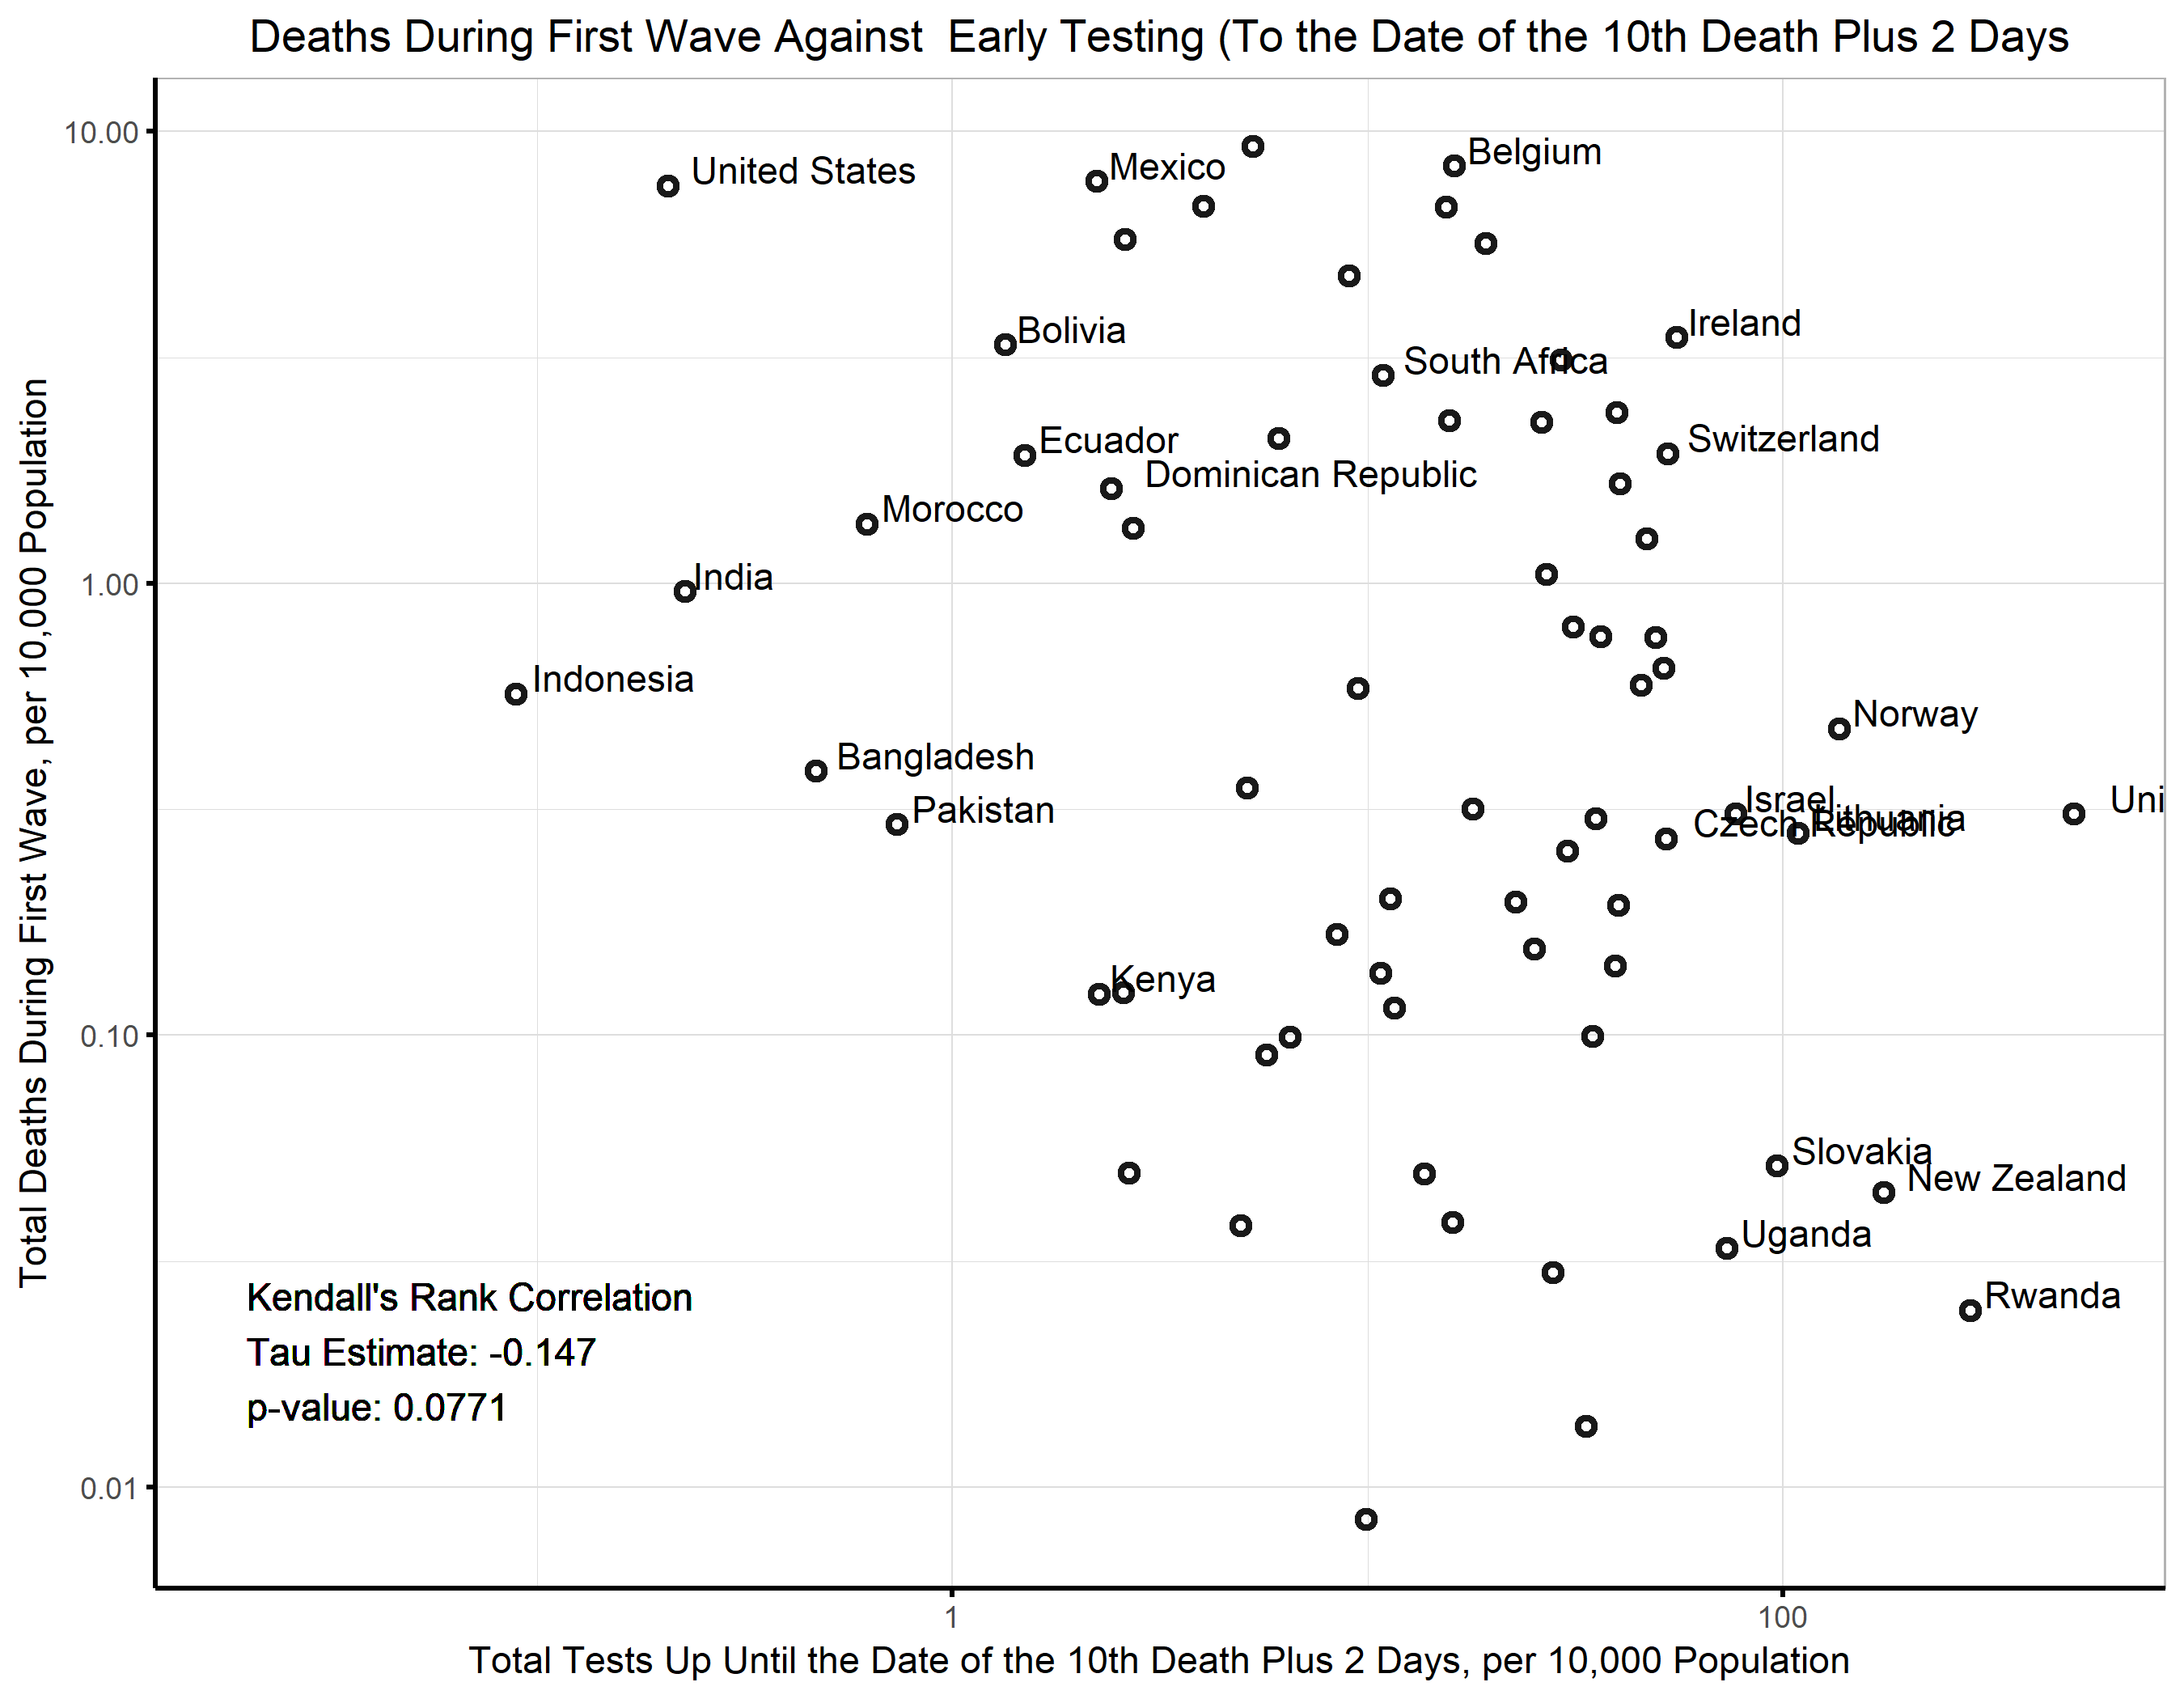 Deaths During First Wave Against  Early Testing (To the Date of the 10th Death Plus 2 Days
10.00
United States
Mexico
Belgium
Bolivia
Ireland
South Africa
Ecuador
Switzerland
Dominican Republic
Morocco
1.00
India
Indonesia
Norway
Bangladesh
Pakistan
Israel
Uni
Lithuania
Czech Republic
Kenya
0.10
Slovakia
New Zealand
Uganda
Rwanda
Kendall's Rank Correlation
Tau Estimate: -0.147
p-value: 0.0771
0.01
1
100
Total Tests Up Until the Date of the 10th Death Plus 2 Days, per 10,000 Population
Total Deaths During First Wave, per 10,000 Population